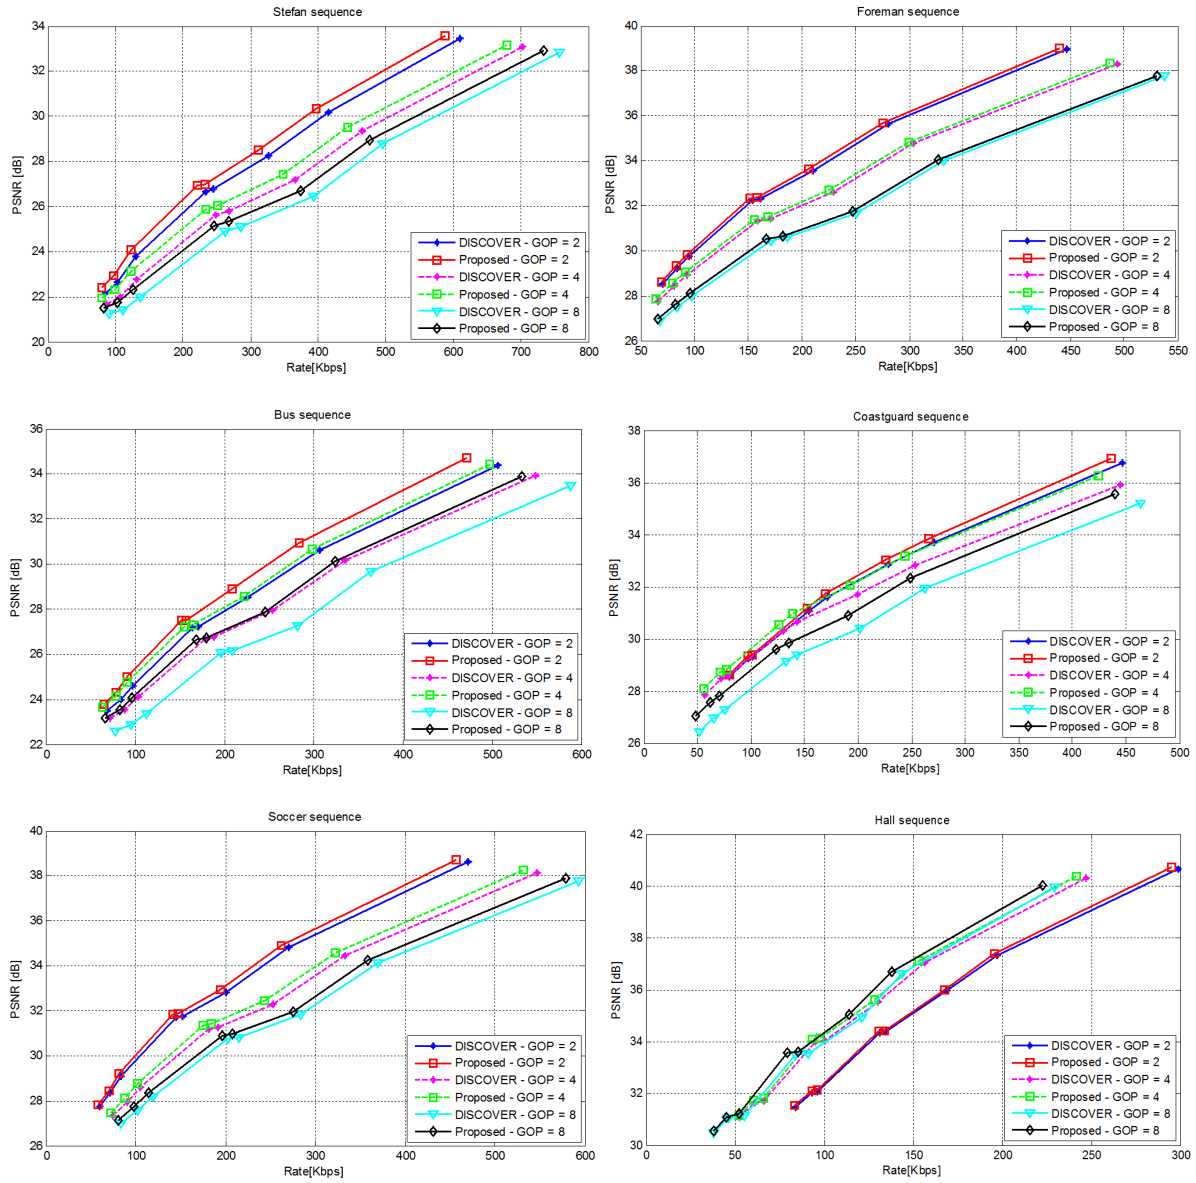 Stefan sequence
34
32
30
28
26
24
22
20
PSNR [dB]
0
100
200
300
400
500
600
700
800
Rate[Kbps]
DISCOVER - GOP = 2
Proposed - GOP = 2
DISCOVER - GOP = 4
Proposed - GOP = 4
DISCOVER - GOP = 8
Proposed - GOP = 8
Foreman sequence
40
38
36
34
32
30
28
26
PSNR [dB]
50
100
150
200
250
300
350
400
450
500
550
Rate[Kbps]
DISCOVER - GOP = 2
Proposed - GOP = 2
DISCOVER - GOP = 4
Proposed - GOP = 4
DISCOVER - GOP = 8
Proposed - GOP = 8
Bus sequence
36
34
32
30
28
26
24
22
PSNR [dB]
0
100
200
300
400
500
600
Rate[Kbps]
DISCOVER - GOP = 2
Proposed - GOP = 2
DISCOVER - GOP = 4
Proposed - GOP = 4
DISCOVER - GOP = 8
Proposed - GOP = 8
Coastguard sequence
38
36
34
32
30
28
26
PSNR [dB]
0
50
100
150
200
250
300
350
400
450
500
Rate[Kbps]
DISCOVER - GOP = 2
Proposed - GOP = 2
DISCOVER - GOP = 4
Proposed - GOP = 4
DISCOVER - GOP = 8
Proposed - GOP = 8
Soccer sequence
40
38
36
34
32
30
28
26
PSNR [dB]
0
100
200
300
400
500
600
Rate[Kbps]
DISCOVER - GOP = 2
Proposed - GOP = 2
DISCOVER - GOP = 4
Proposed - GOP = 4
DISCOVER - GOP = 8
Proposed - GOP = 8
Hall sequence
42
40
38
36
34
32
30
PSNR [dB]
0
50
100
150
200
250
300
Rate[Kbps]
DISCOVER - GOP = 2
Proposed - GOP = 2
DISCOVER - GOP = 4
Proposed - GOP = 4
DISCOVER - GOP = 8
Proposed - GOP = 8